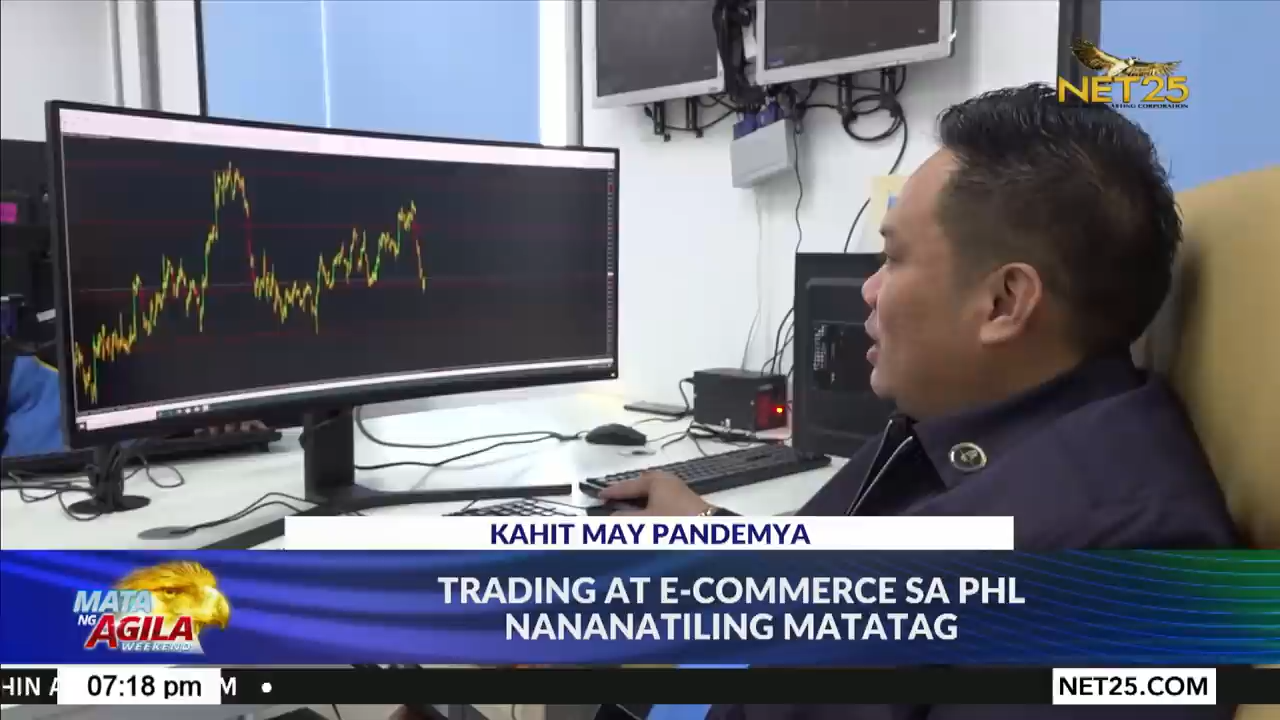 NET25
KAHIT MAY PANDEMYA
TRADING AT E-COMMERCE SA PHL
NANANATILING MATATAG
MATA
NG
AGILA
WEEKEND
07:18 pm
NET25.COM